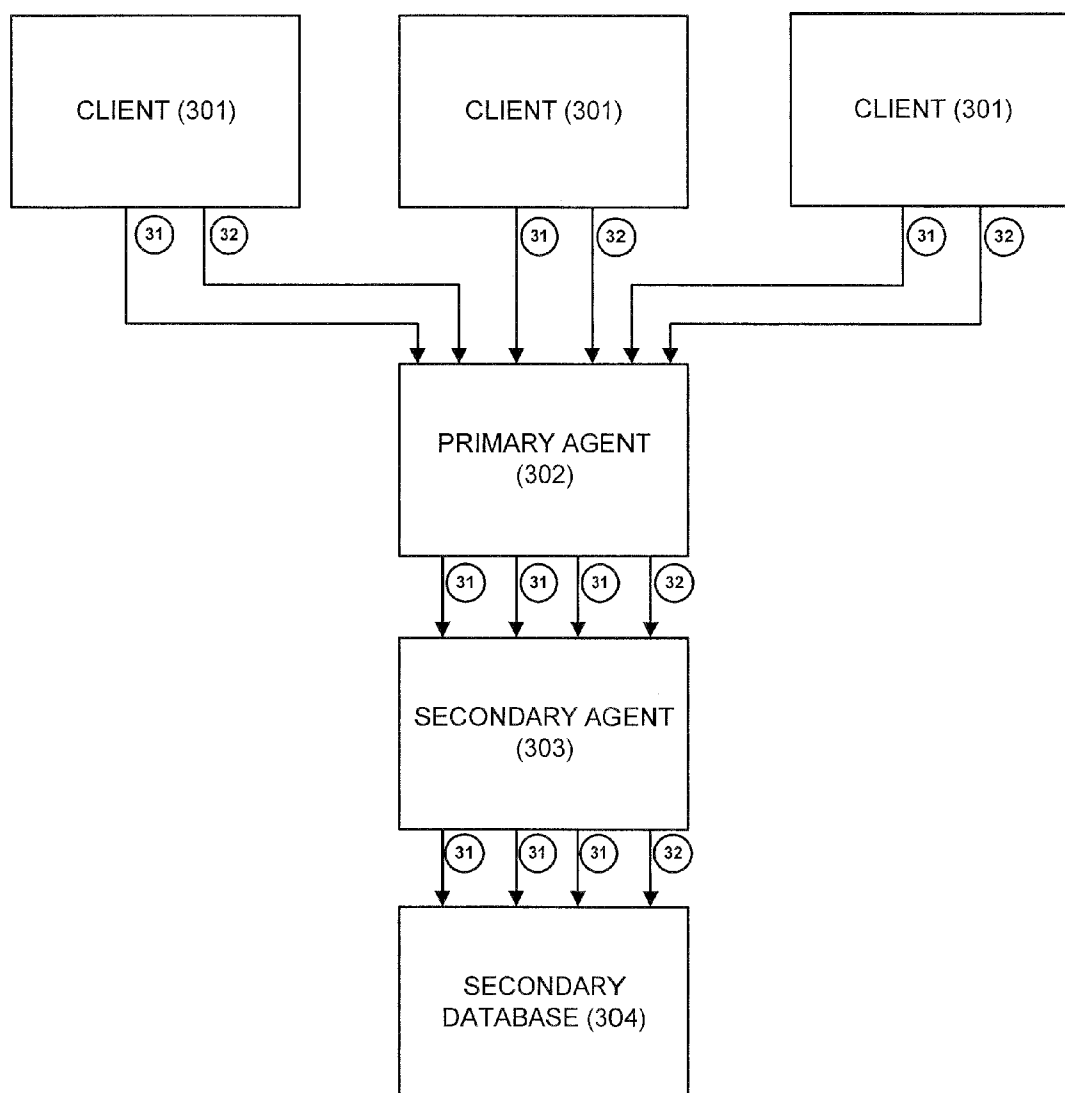 CLIENT (301)
CLIENT (301)
CLIENT (301)
31
32
31
32
31
32
PRIMARY AGENT
(302)
31
31
31
32
SECONDARY AGENT
(303)
31
31
31
32
SECONDARY
DATABASE (304)